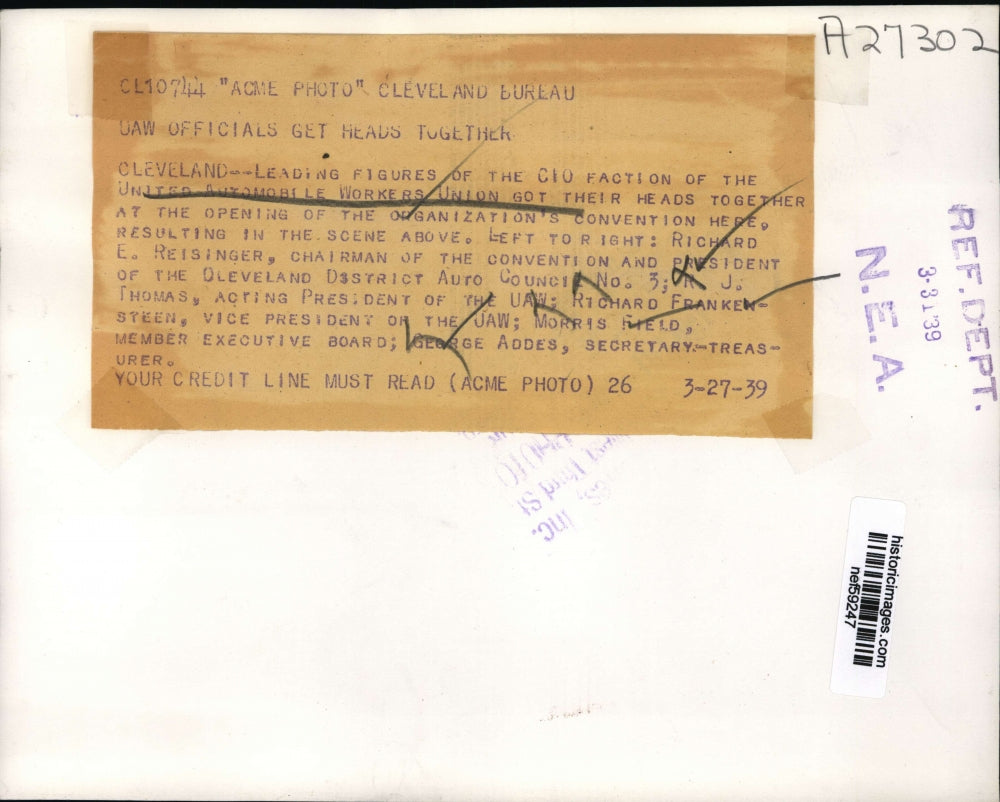 A27302
CL10744 "ACME PHOTO" CLEVELAND BUREAU
UAW OFFICIALS GET HEADS TOGETHER
CLEVELAND--LEADING FIGURES OF THE CIO FACTION OF THE
UNITED AUTOMOBILE WORKERS UNION GOT THEIR HEADS TOGETHER
AT THE OPENING OF THE ORGANIZATION'S CONVENTION HERE,
RESULTING IN THE SCENE ABOVE. LEFT TO RIGHT: RICHARD
E. REISINGER, CHAIRMAN OF THE CONVENTION AND PRESIDENT
OF THE CLEVELAND DSSTRICT AUTO COUNCIL NO. 3; R. J.
THOMAS, ACTING PRESIDENT OF THE UAW; RICHARD FRANKEN-
STEEN, VICE PRESIDENT OF THE UAW; MORRIS FIELD,
MEMBER EXECUTIVE BOARD; GEORGE ADDES, SECRETARY-TREAS-
URER.
YOUR CREDIT LINE MUST READ (ACME PHOTO) 26 3-27-39
REF. DEPT.
3-31-39
N.E.A.
Inc.
historicimages.com
nef59247